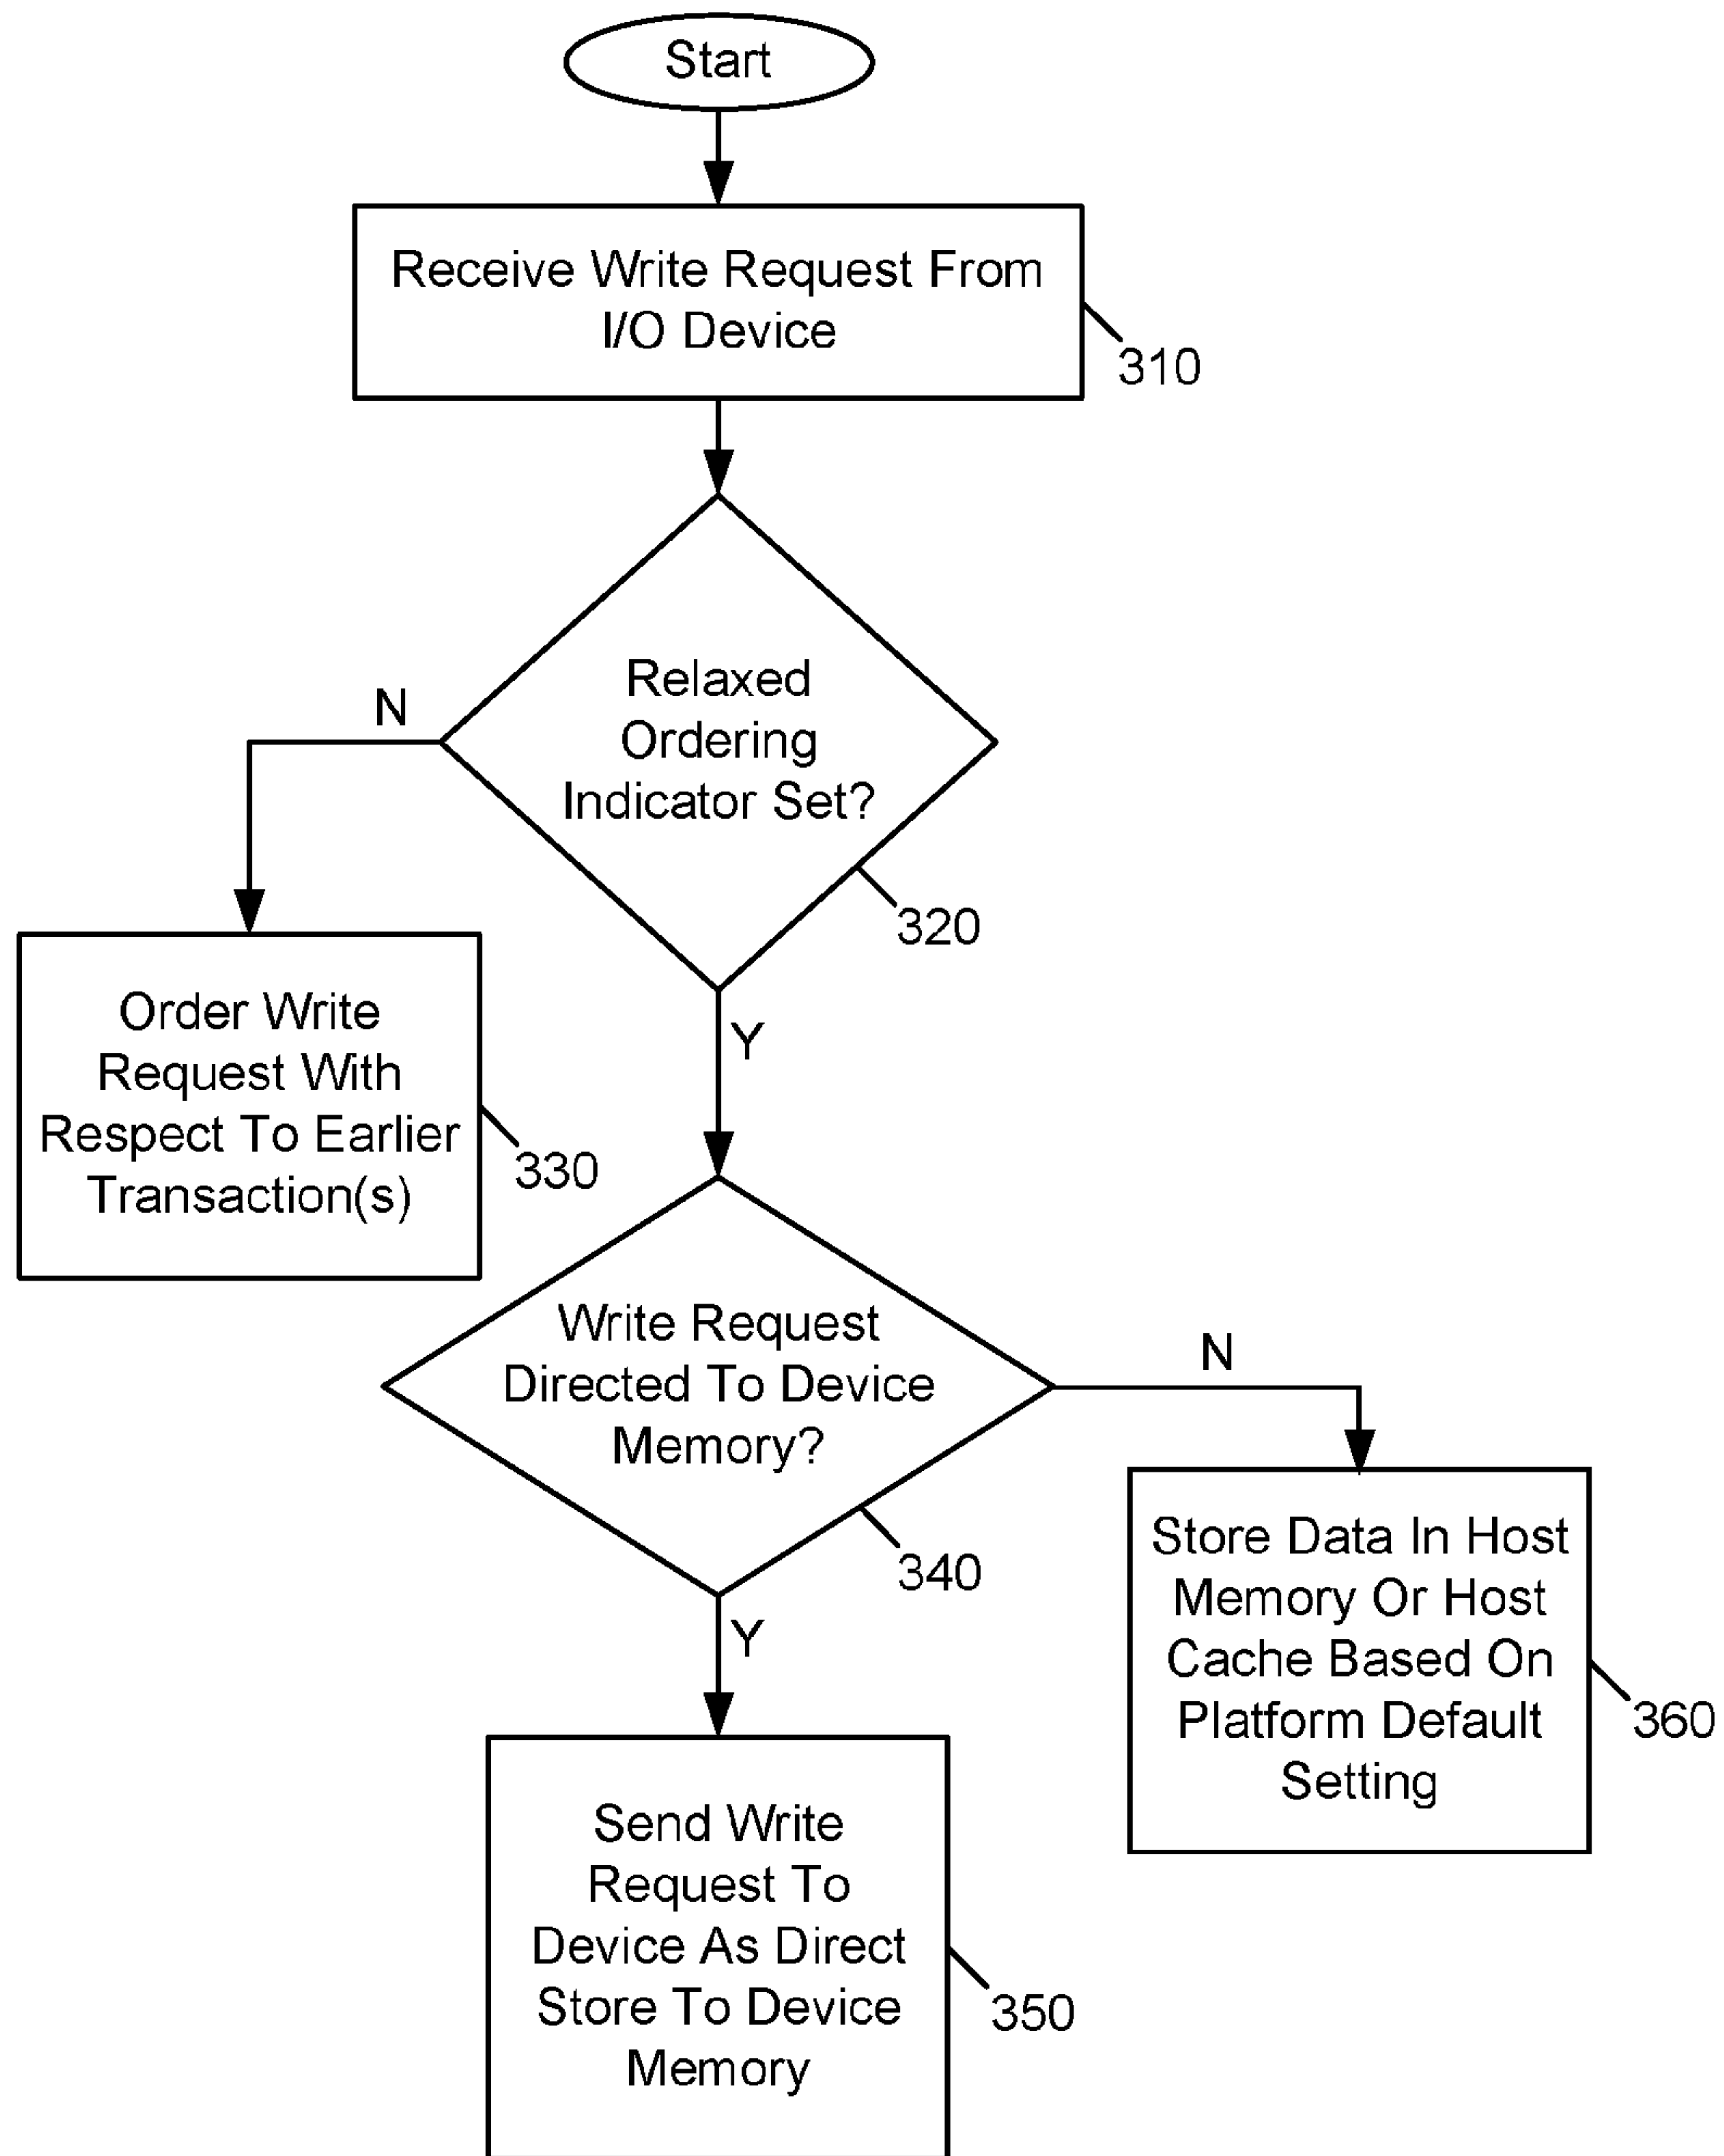 Start
Receive Write Request From
I/O Device
310
Relaxed
Ordering
Indicator Set?
320
N
Order Write
Request With
Respect To Earlier
Transaction(s)
330
Y
Write Request
Directed To Device
Memory?
340
N
Store Data In Host
Memory Or Host
Cache Based On
Platform Default
Setting
360
Y
Send Write
Request To
Device As Direct
Store To Device
Memory
350